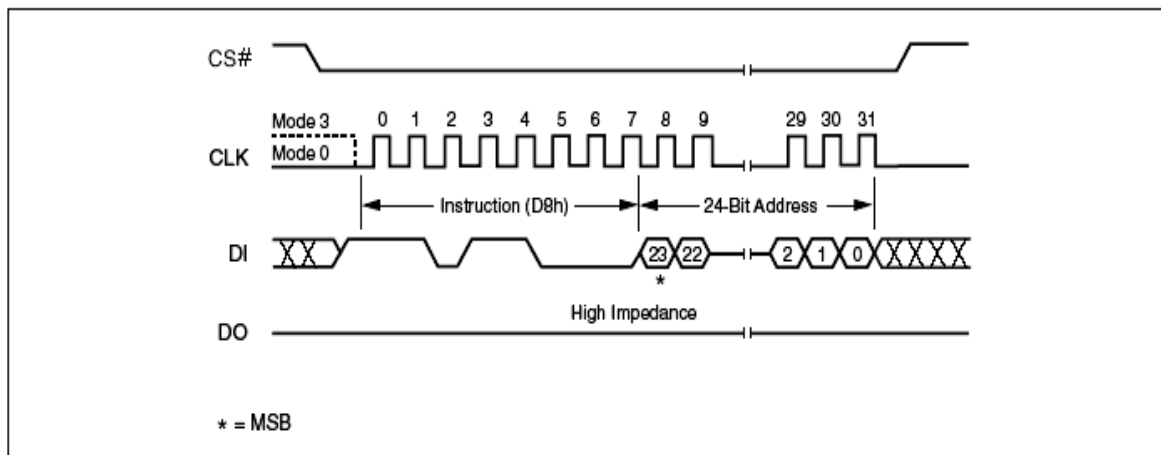 CS#
Mode 3
0 1 2 3 4 5 6 7 8 9 29 30 31
CLK
Mode 0
Instruction (D8h)
24-Bit Address
DI
23 22 2 1 0
*
High Impedance
DO
* = MSB